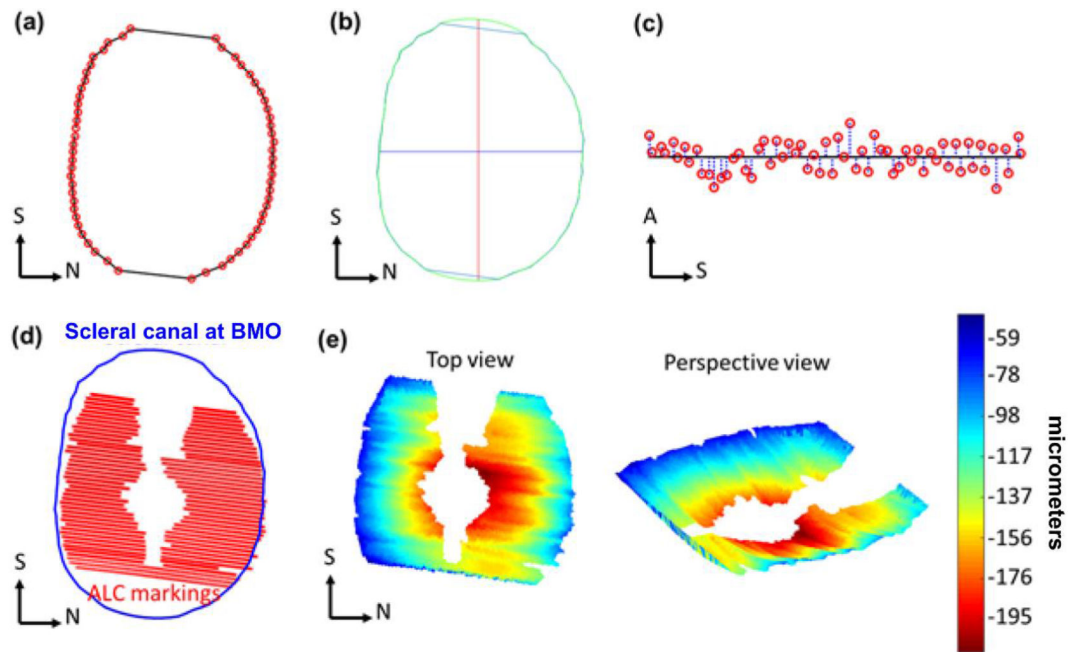 (a)
S
N
(b)
S
N
(c)
A
S
(d)
Scleral canal at BMO
ALC markings
S
N
(e)
Top view
Perspective view
S
N
-59
-78
-98
-117
-137
-156
-176
-195
micrometers